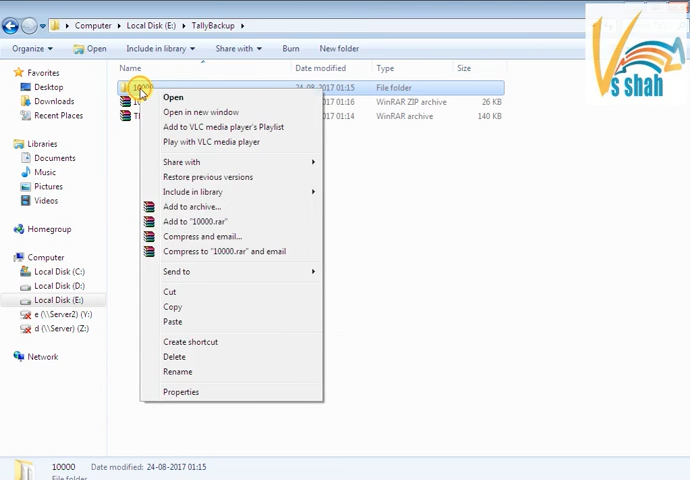 Computer Local Disk (E:) TallyBackup
Organize Open Include in library Share with Burn New folder
Name Date modified Type Size
Favorites
Desktop
Downloads
Recent Places
Libraries
Documents
Music
Pictures
Videos
Homegroup
Computer
Local Disk (C:)
Local Disk (D:)
Local Disk (E:)
e (\\Server2) (Y:)
d (\\Server) (Z:)
Network
10000 24-08-2017 01:15 File folder
2017 01:16 WinRAR ZIP archive 26 KB
2017 01:14 WinRAR archive 140 KB
Open
Open in new window
Add to VLC media player's Playlist
Play with VLC media player
Share with
Restore previous versions
Include in library
Add to archive...
Add to "10000.rar"
Compress and email...
Compress to "10000.rar" and email
Send to
Cut
Copy
Paste
Create shortcut
Delete
Rename
Properties
10000 Date modified: 24-08-2017 01:15
File folder
Vs shah